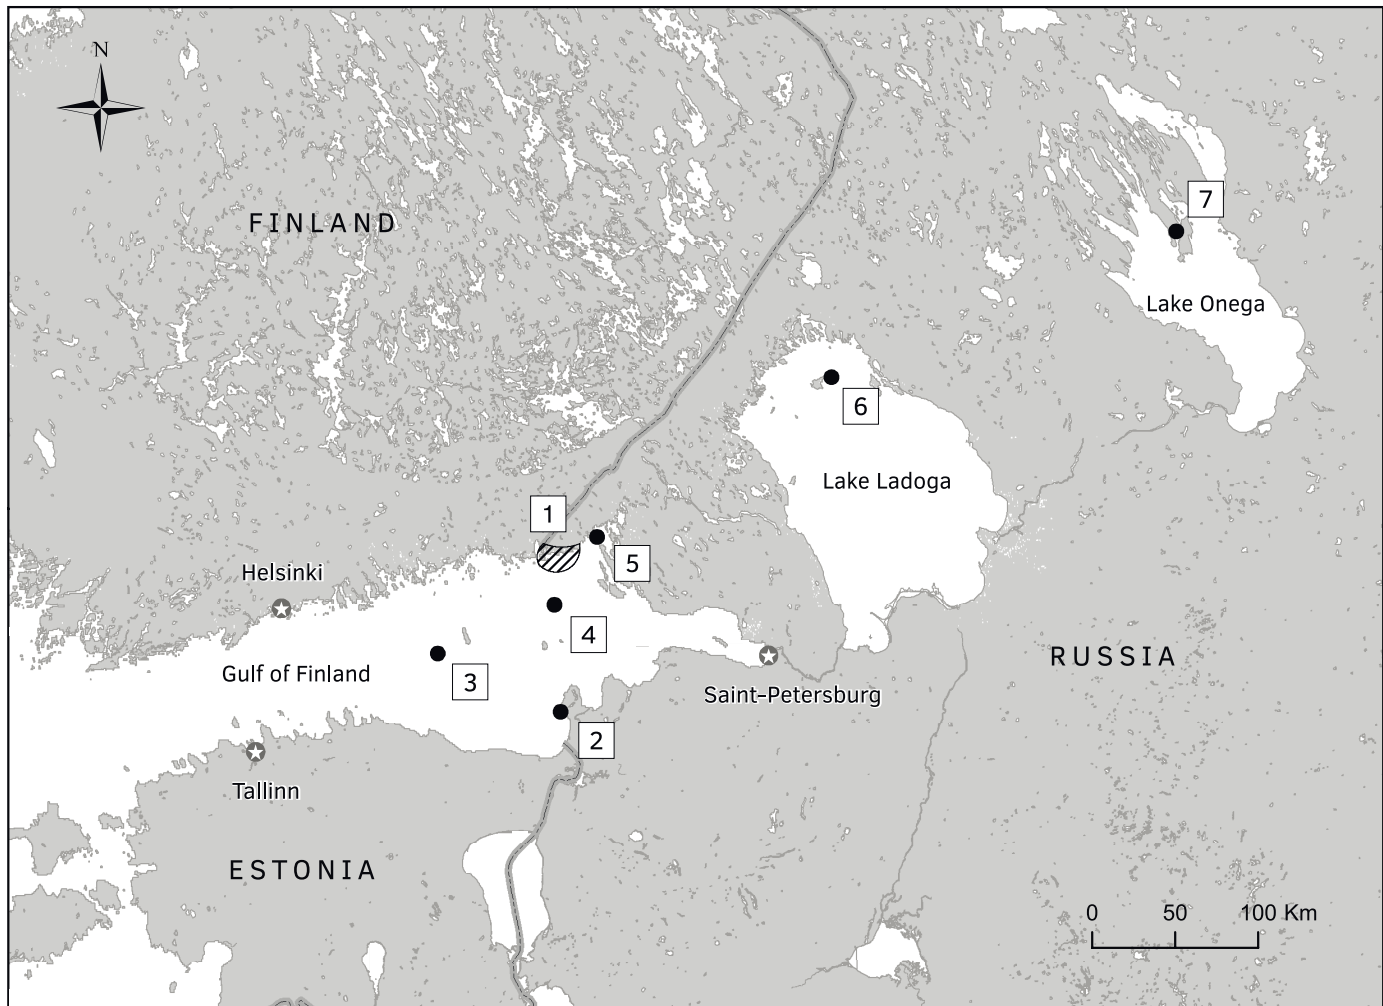 N
7
FINLAND
Lake Onega
6
Lake Ladoga
1
5
Helsinki
4
RUSSIA
Gulf of Finland
3
Saint-Petersburg
2
Tallinn
ESTONIA
0 50 100 Km